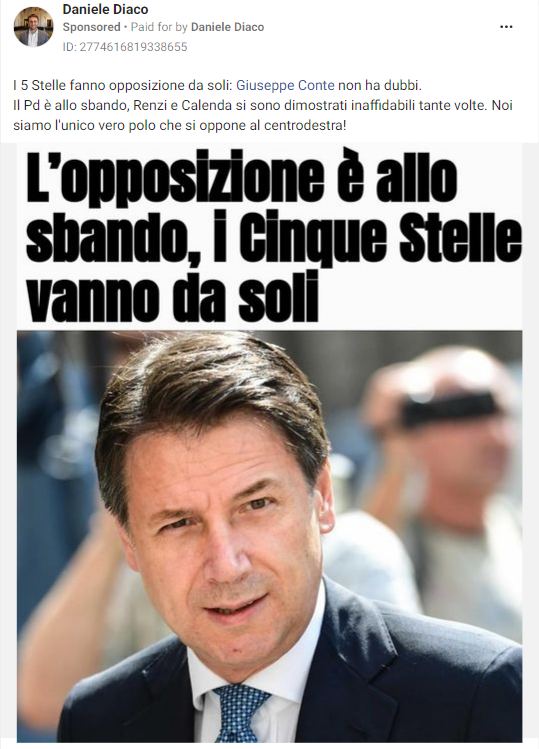 Daniele Diaco
Sponsored • Paid for by Daniele Diaco
ID: 2774616819338655
I 5 Stelle fanno opposizione da soli: Giuseppe Conte non ha dubbi.
Il Pd è allo sbando, Renzi e Calenda si sono dimostrati inaffidabili tante volte. Noi
siamo l'unico vero polo che si oppone al centrodestra!
L'opposizione è allo
sbando, i Cinque Stelle
vanno da soli